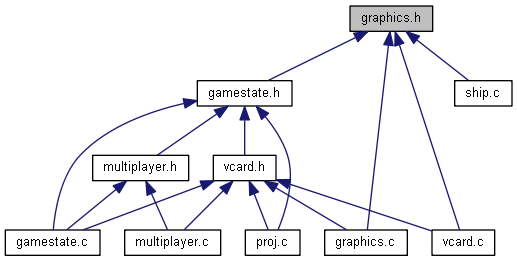 graphics.h
gamestate.h
ship.c
multiplayer.h
vcard.h
gamestate.c
multiplayer.c
proj.c
graphics.c
vcard.c